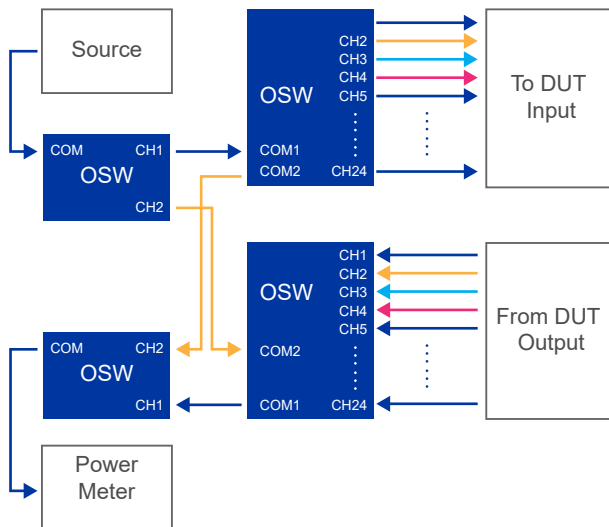 Source
COM
CH1
OSW
CH2
CH2
CH3
CH4
CH5
OSW
COM1
COM2
CH24
To DUT
Input
CH1
CH2
CH3
CH4
CH5
OSW
COM2
COM1
CH24
From DUT
Output
COM
CH2
OSW
CH1
Power
Meter